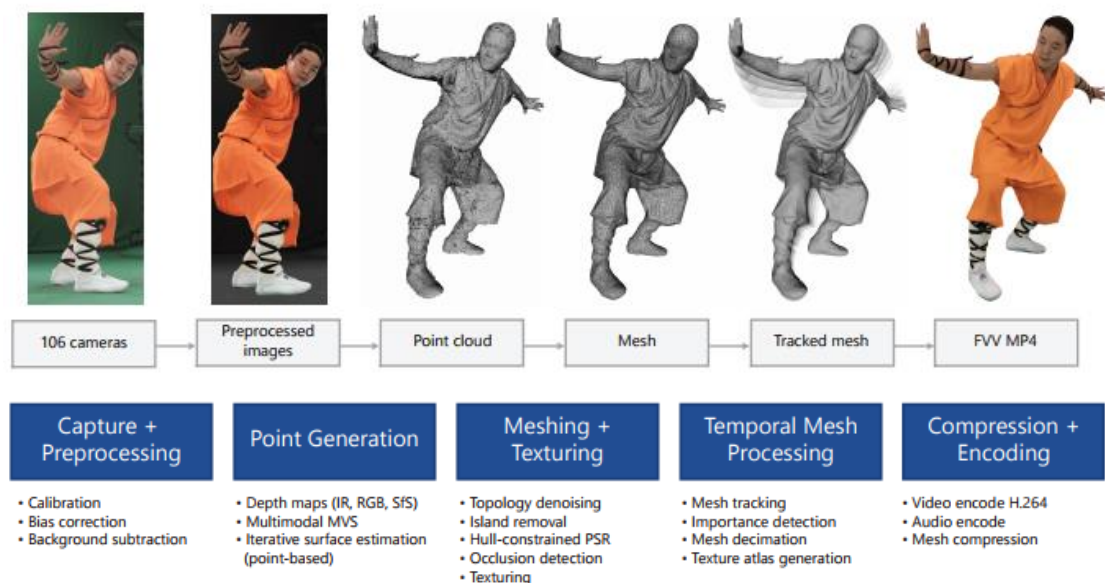 106 cameras
Preprocessed
images
Point cloud
Mesh
Tracked mesh
FVV MP4
Capture +
Preprocessing
• Calibration
• Bias correction
• Background subtraction
Point Generation
• Depth maps (IR, RGB, SfS)
• Multimodal MVS
• Iterative surface estimation
(point-based)
Meshing +
Texturing
• Topology denoising
• Island removal
• Hull-constrained PSR
• Occlusion detection
• Texturing
Temporal Mesh
Processing
• Mesh tracking
• Importance detection
• Mesh decimation
• Texture atlas generation
Compression +
Encoding
• Video encode H.264
• Audio encode
• Mesh compression